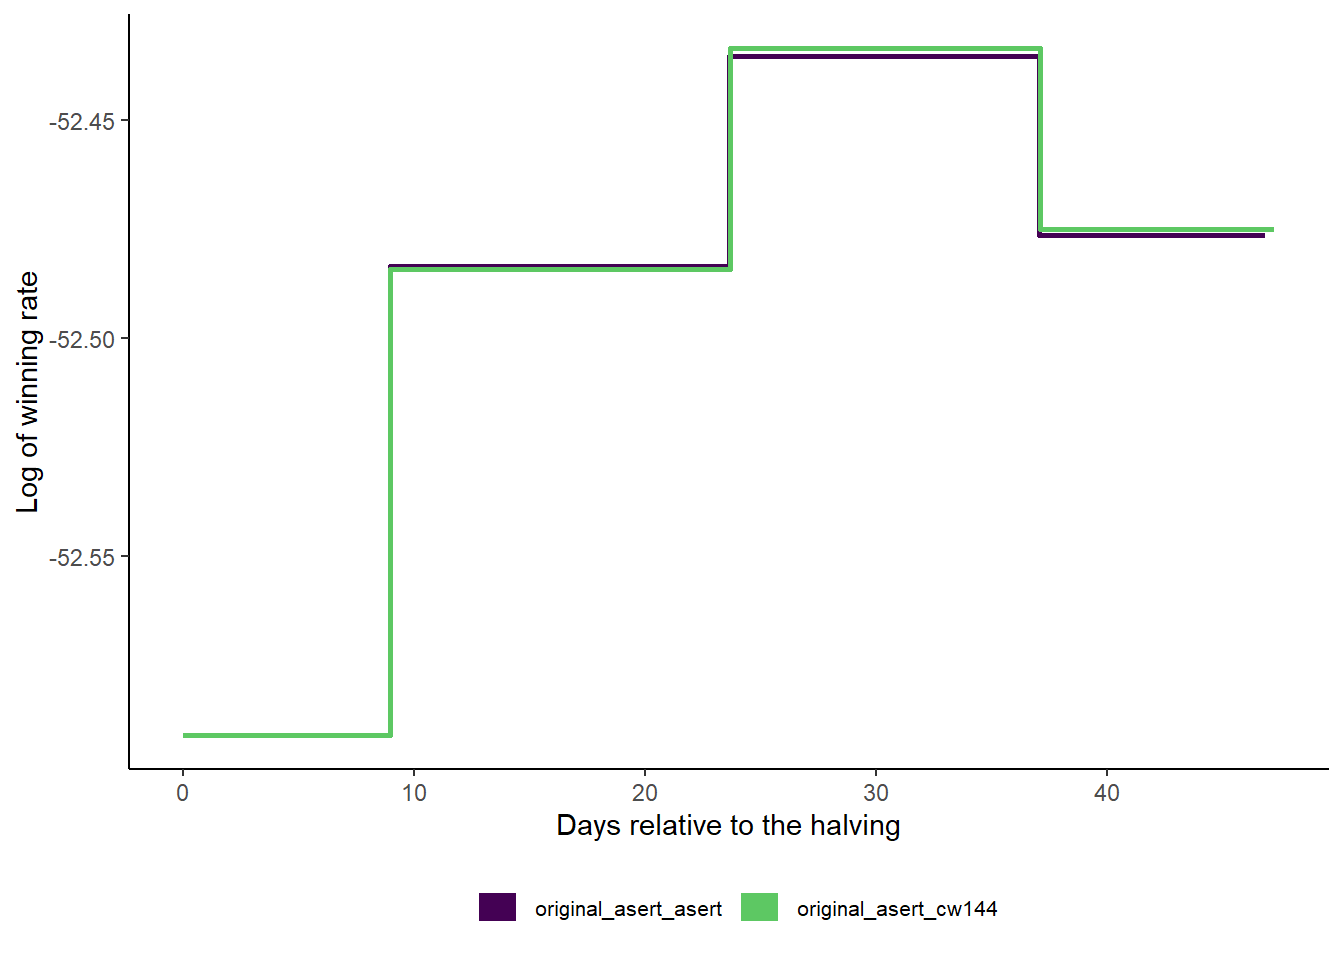 Log of winning rate
-52.45
-52.50
-52.55
0 10 20 30 40
Days relative to the halving
original_asert_asert original_asert_cw144